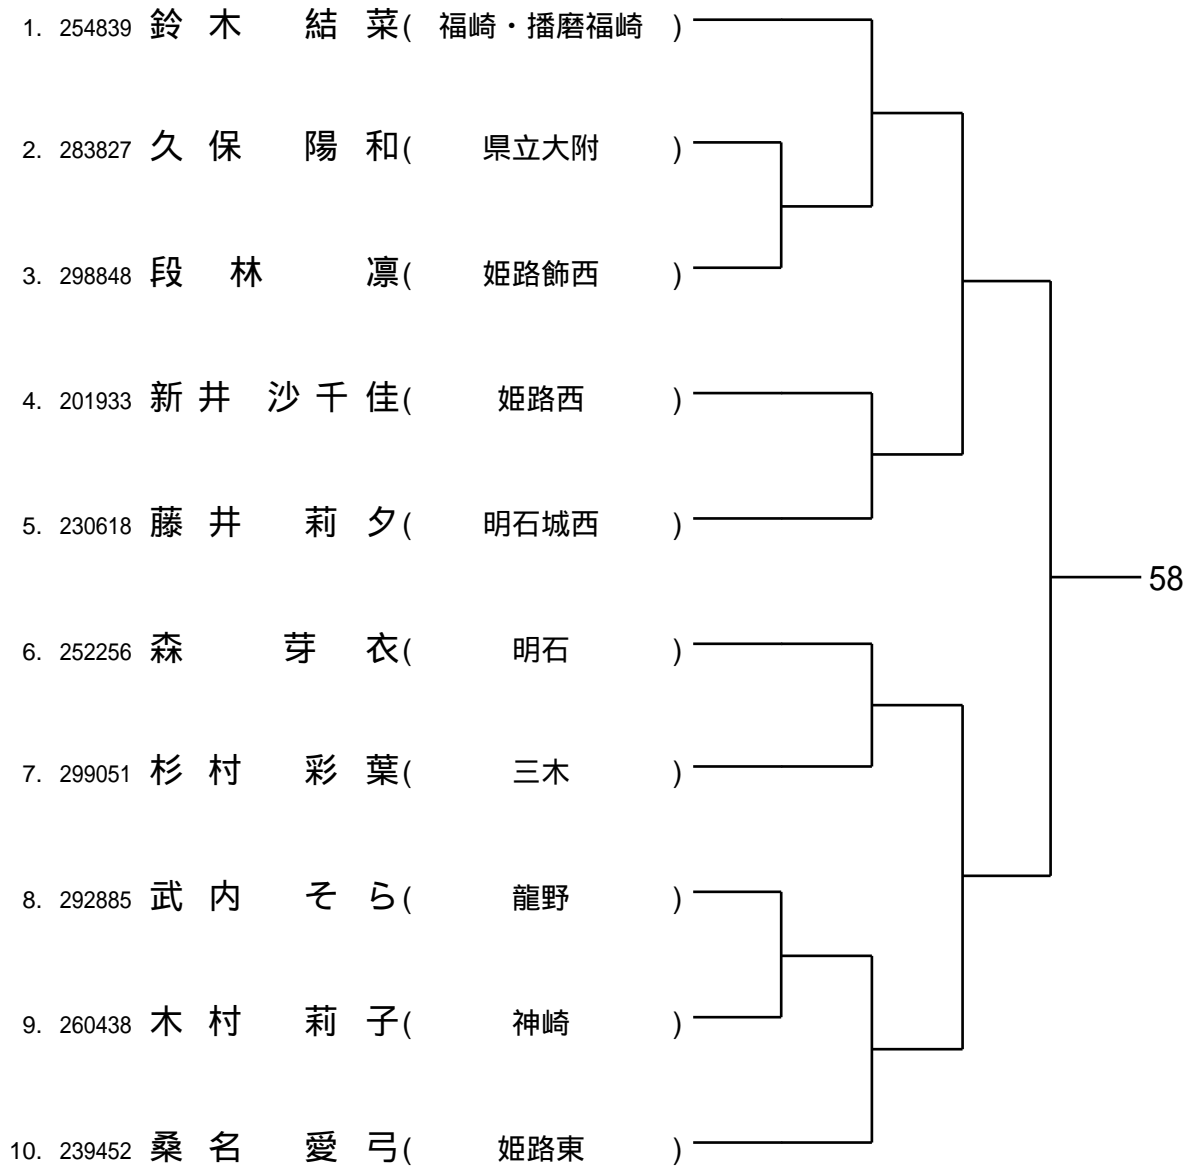 1. 254839 鈴木 結菜( 福崎・播磨福崎 )
2. 283827 久保 陽和( 県立大附 )
3. 298848 段林 凛( 姫路飾西 )
4. 201933 新井 沙千佳( 姫路西 )
5. 230618 藤井 莉夕( 明石城西 )
58
6. 252256 森 芽衣( 明石 )
7. 299051 杉村 彩葉( 三木 )
8. 292885 武内 そら( 龍野 )
9. 260438 木村 莉子( 神崎 )
10. 239452 桑名 愛弓( 姫路東 )